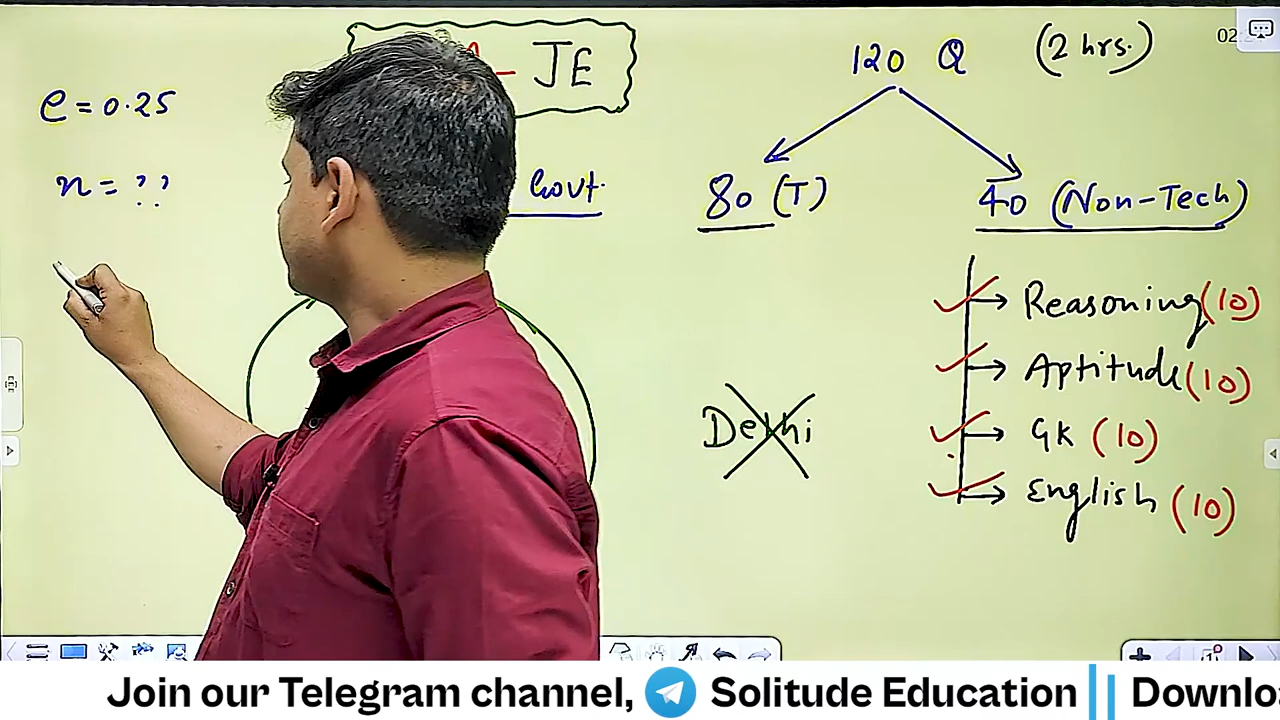 - JE
120 Q (2 hrs.)
e = 0.25
n = ??
Govt.
80 (T)
40 (Non-Tech)
Reasoning (10)
Aptitude (10)
Delhi
GK (10)
English (10)
Join our Telegram channel, Solitude Education || Downlo